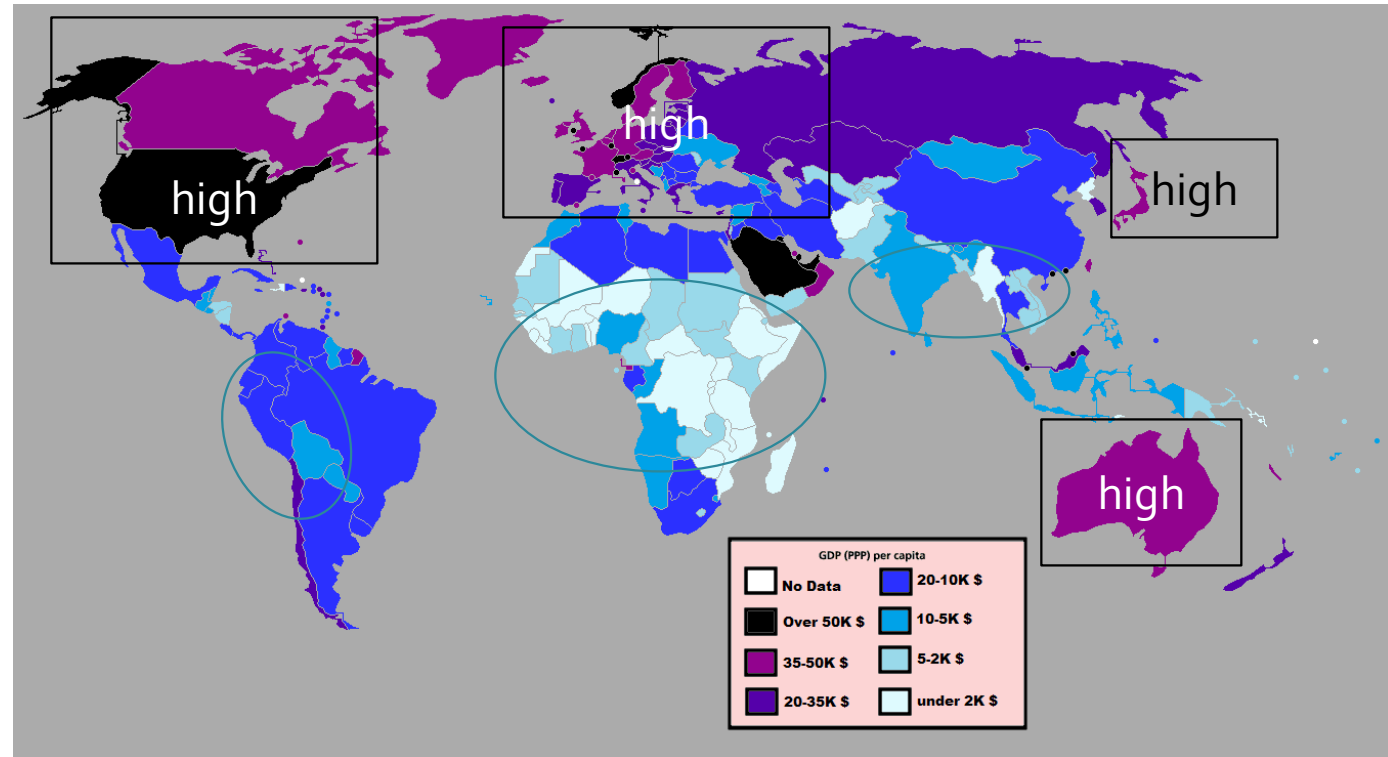 high
high
high
high
GDP (PPP) per capita
No Data
Over 50K $
35-50K $
20-35K $
20-10K $
10-5K $
5-2K $
under 2K $